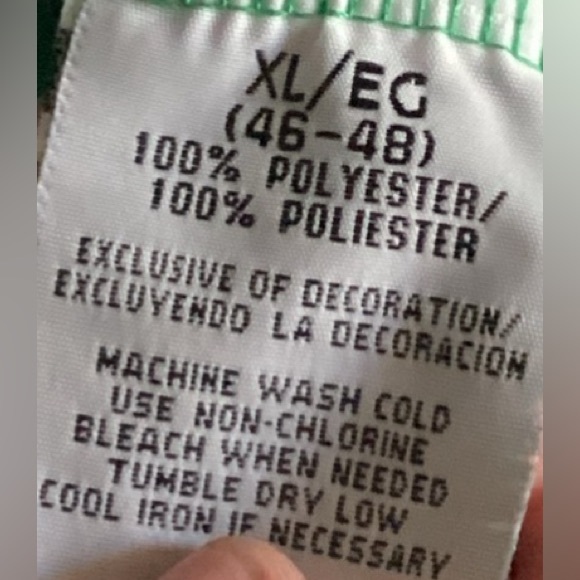 XL/EG
(46-48)
100% POLYESTER/
100% POLIESTER
EXCLUSIVE OF DECORATION/
EXCLUYENDO LA DECORACION
MACHINE WASH COLD
USE NON-CHLORINE
BLEACH WHEN NEEDED
TUMBLE DRY LOW
COOL IRON IF NECESSARY